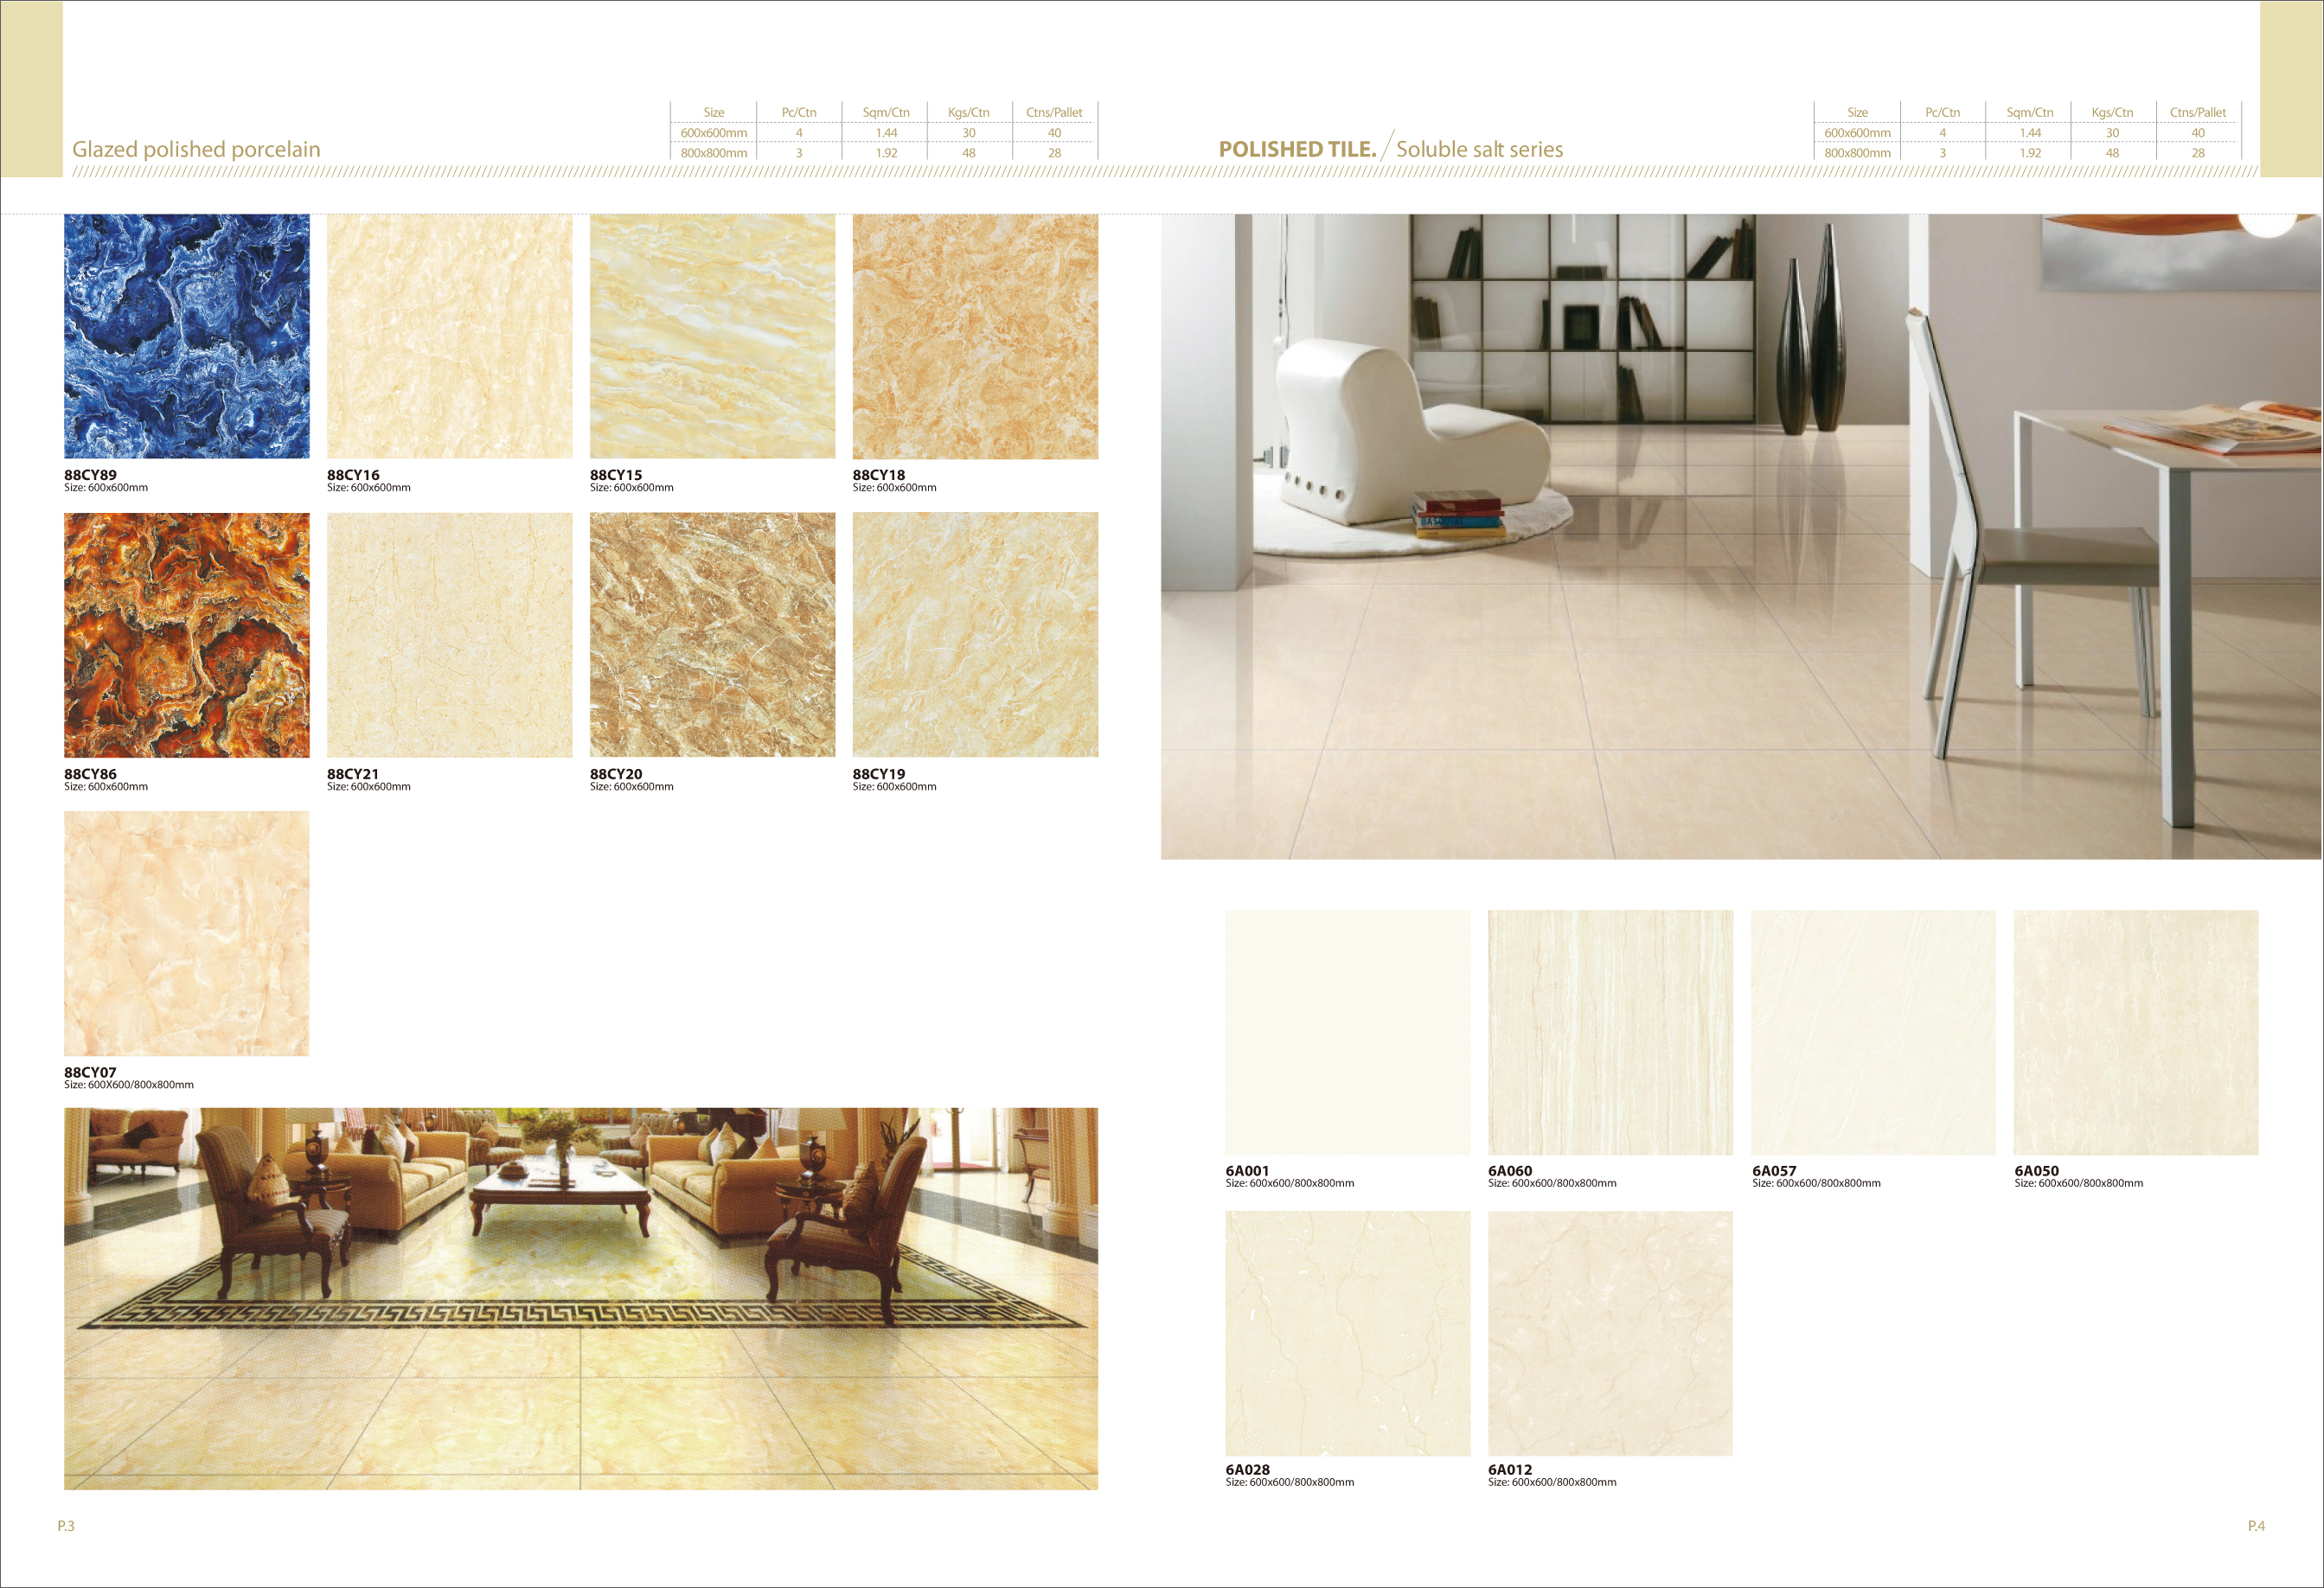 Glazed polished porcelain
Size Pc/Ctn Sqm/Ctn Kgs/Ctn Ctns/Pallet
600x600mm 4 1.44 30 40
800x800mm 3 1.92 48 28
88CY89 88CY16 88CY15 88CY18
Size: 600x600mm Size: 600x600mm Size: 600x600mm Size: 600x600mm
88CY86 88CY21 88CY20 88CY19
Size: 600x600mm Size: 600x600mm Size: 600x600mm Size: 600x600mm
88CY07
Size: 600X600/800x800mm
P.3
POLISHED TILE. / Soluble salt series
Size Pc/Ctn Sqm/Ctn Kgs/Ctn Ctns/Pallet
600x600mm 4 1.44 30 40
800x800mm 3 1.92 48 28
BASQUIAT
6A001 6A060 6A057 6A050
Size: 600x600/800x800mm Size: 600x600/800x800mm Size: 600x600/800x800mm Size: 600x600/800x800mm
6A028 6A012
Size: 600x600/800x800mm Size: 600x600/800x800mm
P.4